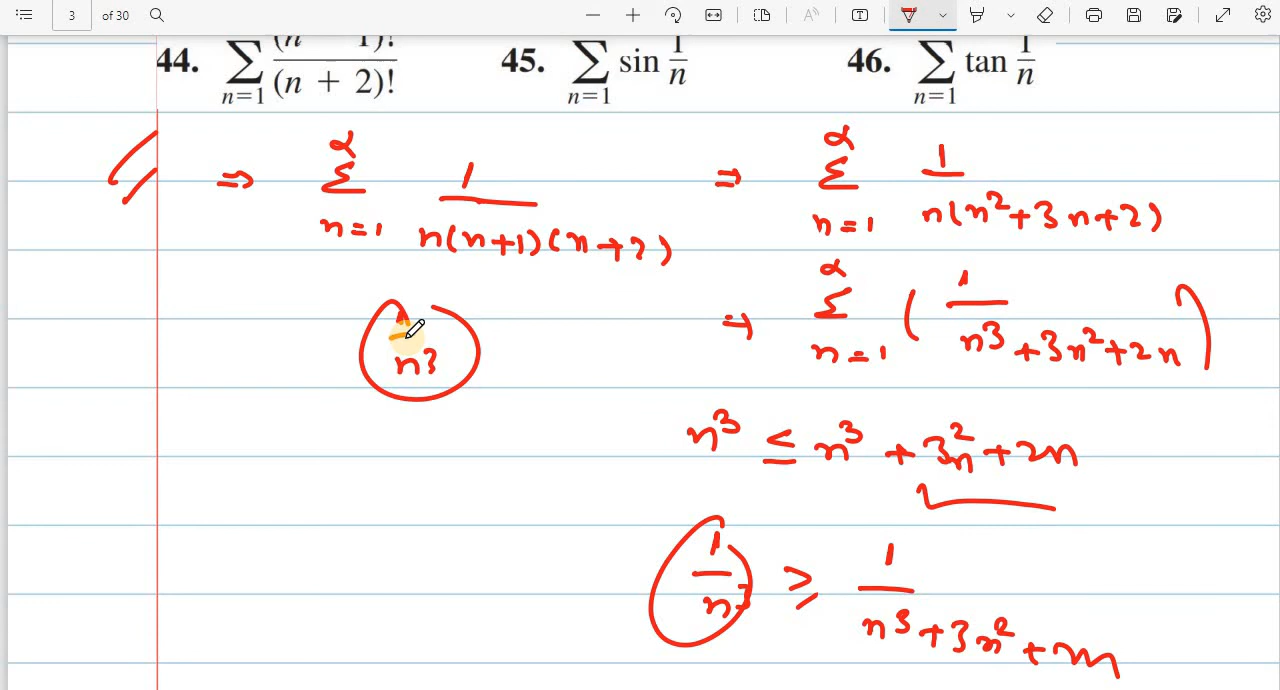 3 of 30
44. ∑ n=1 (n - 1)! / (n + 2)! 45. ∑ n=1 sin 1/n 46. ∑ n=1 tan 1/n
⇒ ∑ n=1 ∝ 1 / n(n+1)(n+2) ⇒ ∑ n=1 ∝ 1 / n(n²+3n+2)
1/n³ ⇒ ∑ n=1 ∝ ( 1 / n³+3n²+2n )
n³ ≤ n³ + 3n² + 2n
1/n³ ≥ 1 / n³+3n²+2n